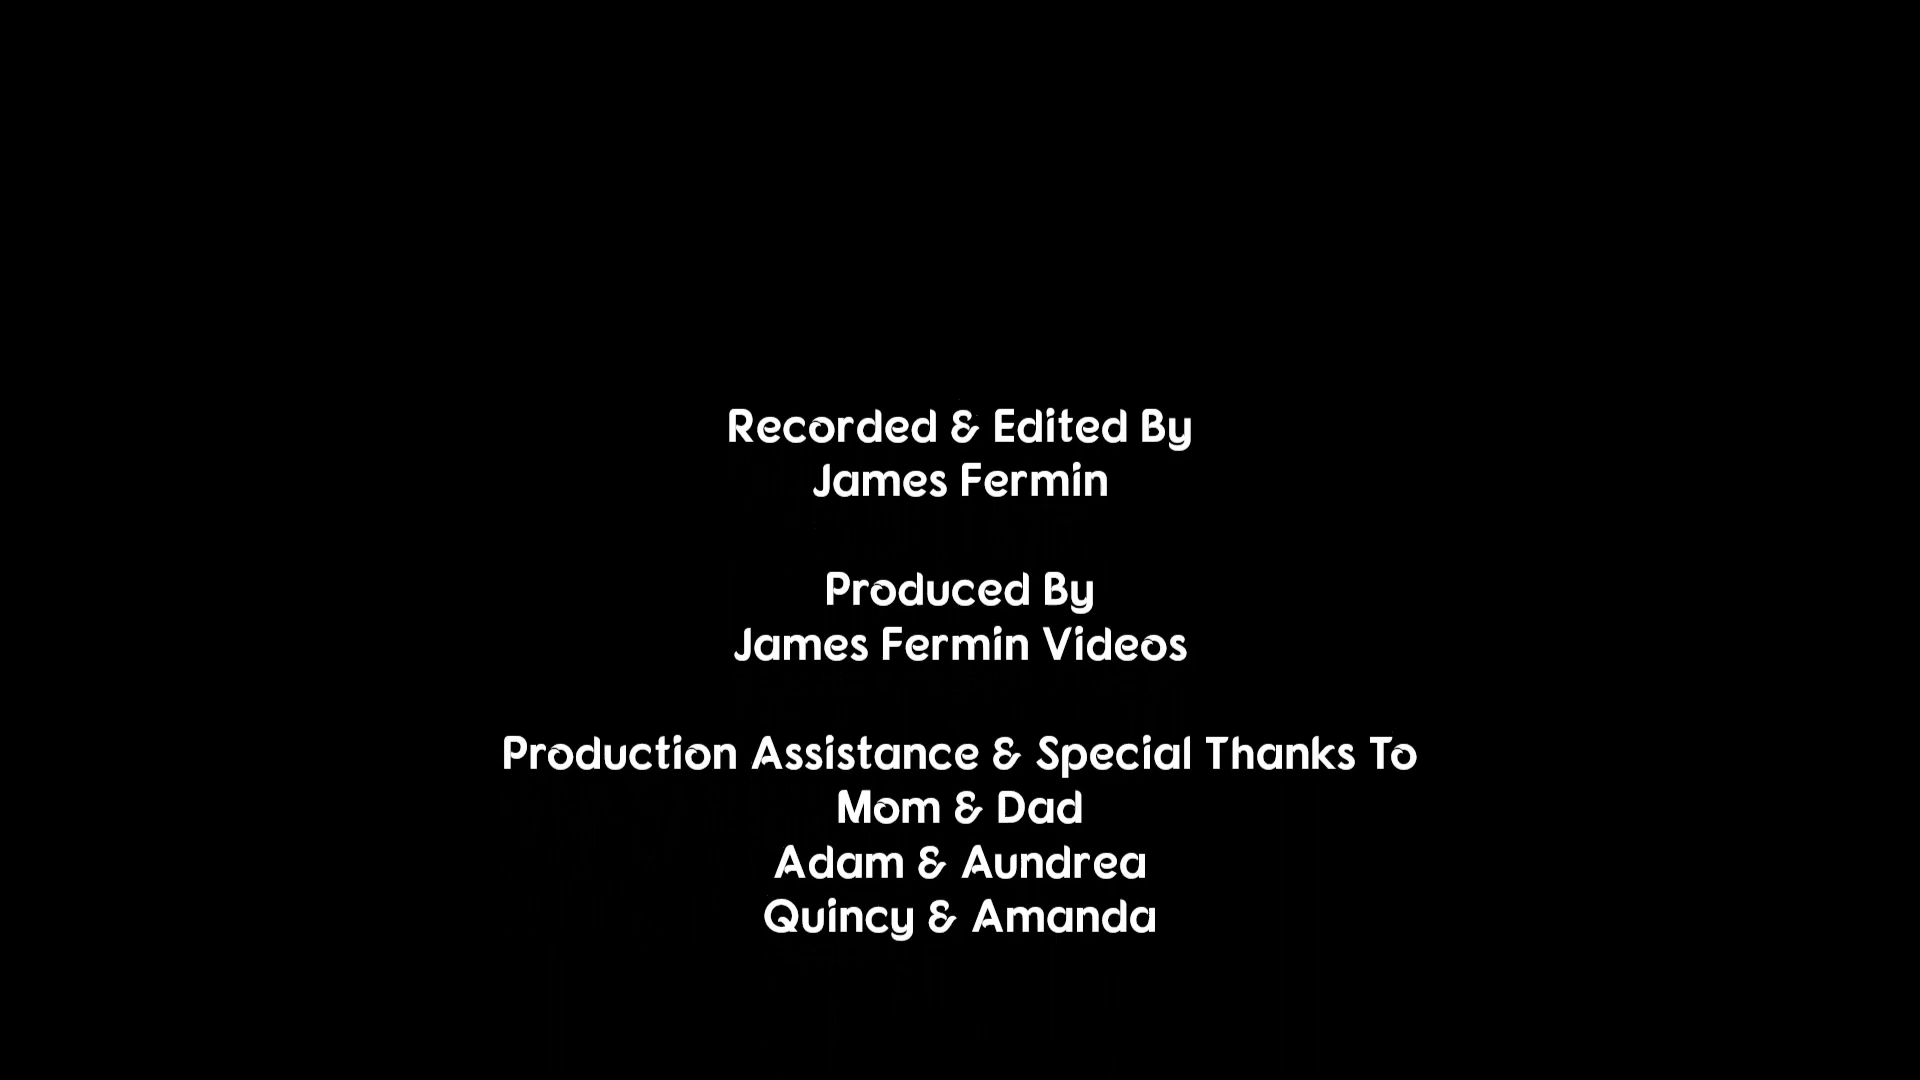 Recorded & Edited By
James Fermin
Produced By
James Fermin Videos
Production Assistance & Special Thanks To
Mom & Dad
Adam & Aundrea
Quincy & Amanda